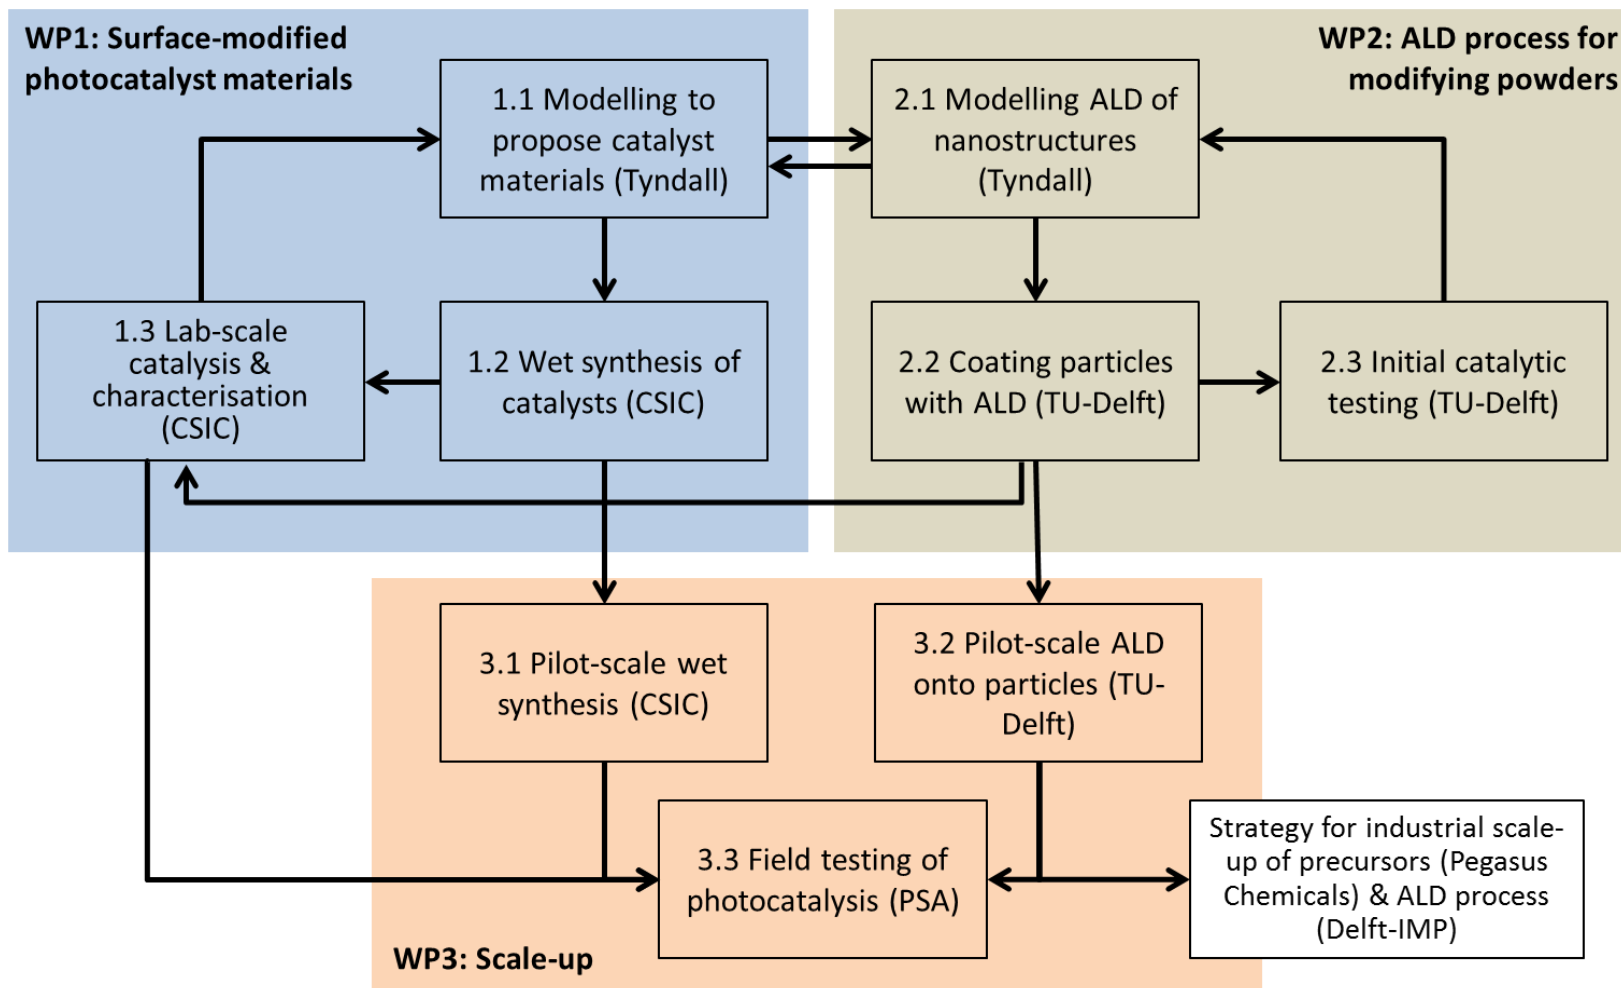 WP1: Surface-modified
photocatalyst materials
WP2: ALD process for
modifying powders
1.1 Modelling to
propose catalyst
materials (Tyndall)
2.1 Modelling ALD of
nanostructures
(Tyndall)
1.3 Lab-scale
catalysis &
characterisation
(CSIC)
1.2 Wet synthesis of
catalysts (CSIC)
2.2 Coating particles
with ALD (TU-Delft)
2.3 Initial catalytic
testing (TU-Delft)
3.1 Pilot-scale wet
synthesis (CSIC)
3.2 Pilot-scale ALD
onto particles (TU-
Delft)
3.3 Field testing of
photocatalysis (PSA)
Strategy for industrial scale-
up of precursors (Pegasus
Chemicals) & ALD process
(Delft-IMP)
WP3: Scale-up